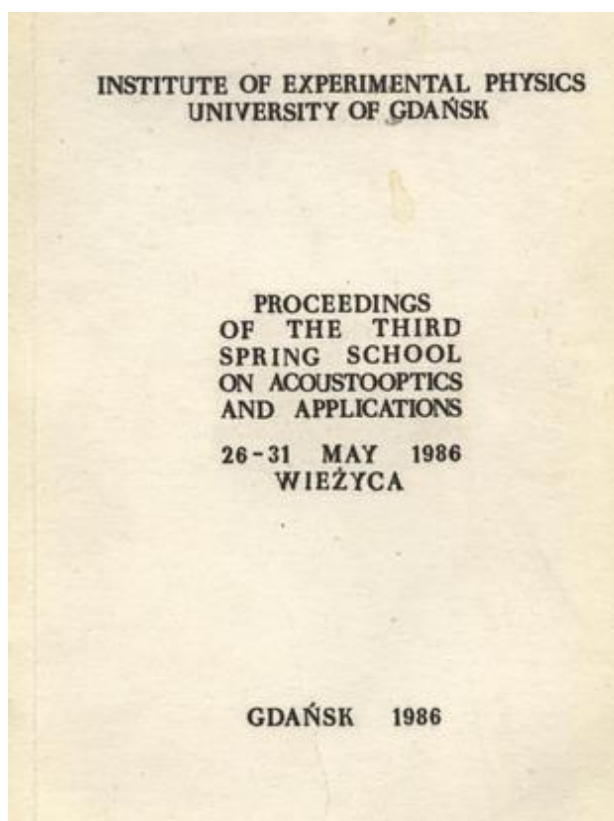 INSTITUTE OF EXPERIMENTAL PHYSICS
UNIVERSITY OF GDAŃSK
PROCEEDINGS
OF THE THIRD
SPRING SCHOOL
ON ACOUSTOOPTICS
AND APPLICATIONS
26-31 MAY 1986
WIEŻYCA
GDAŃSK 1986